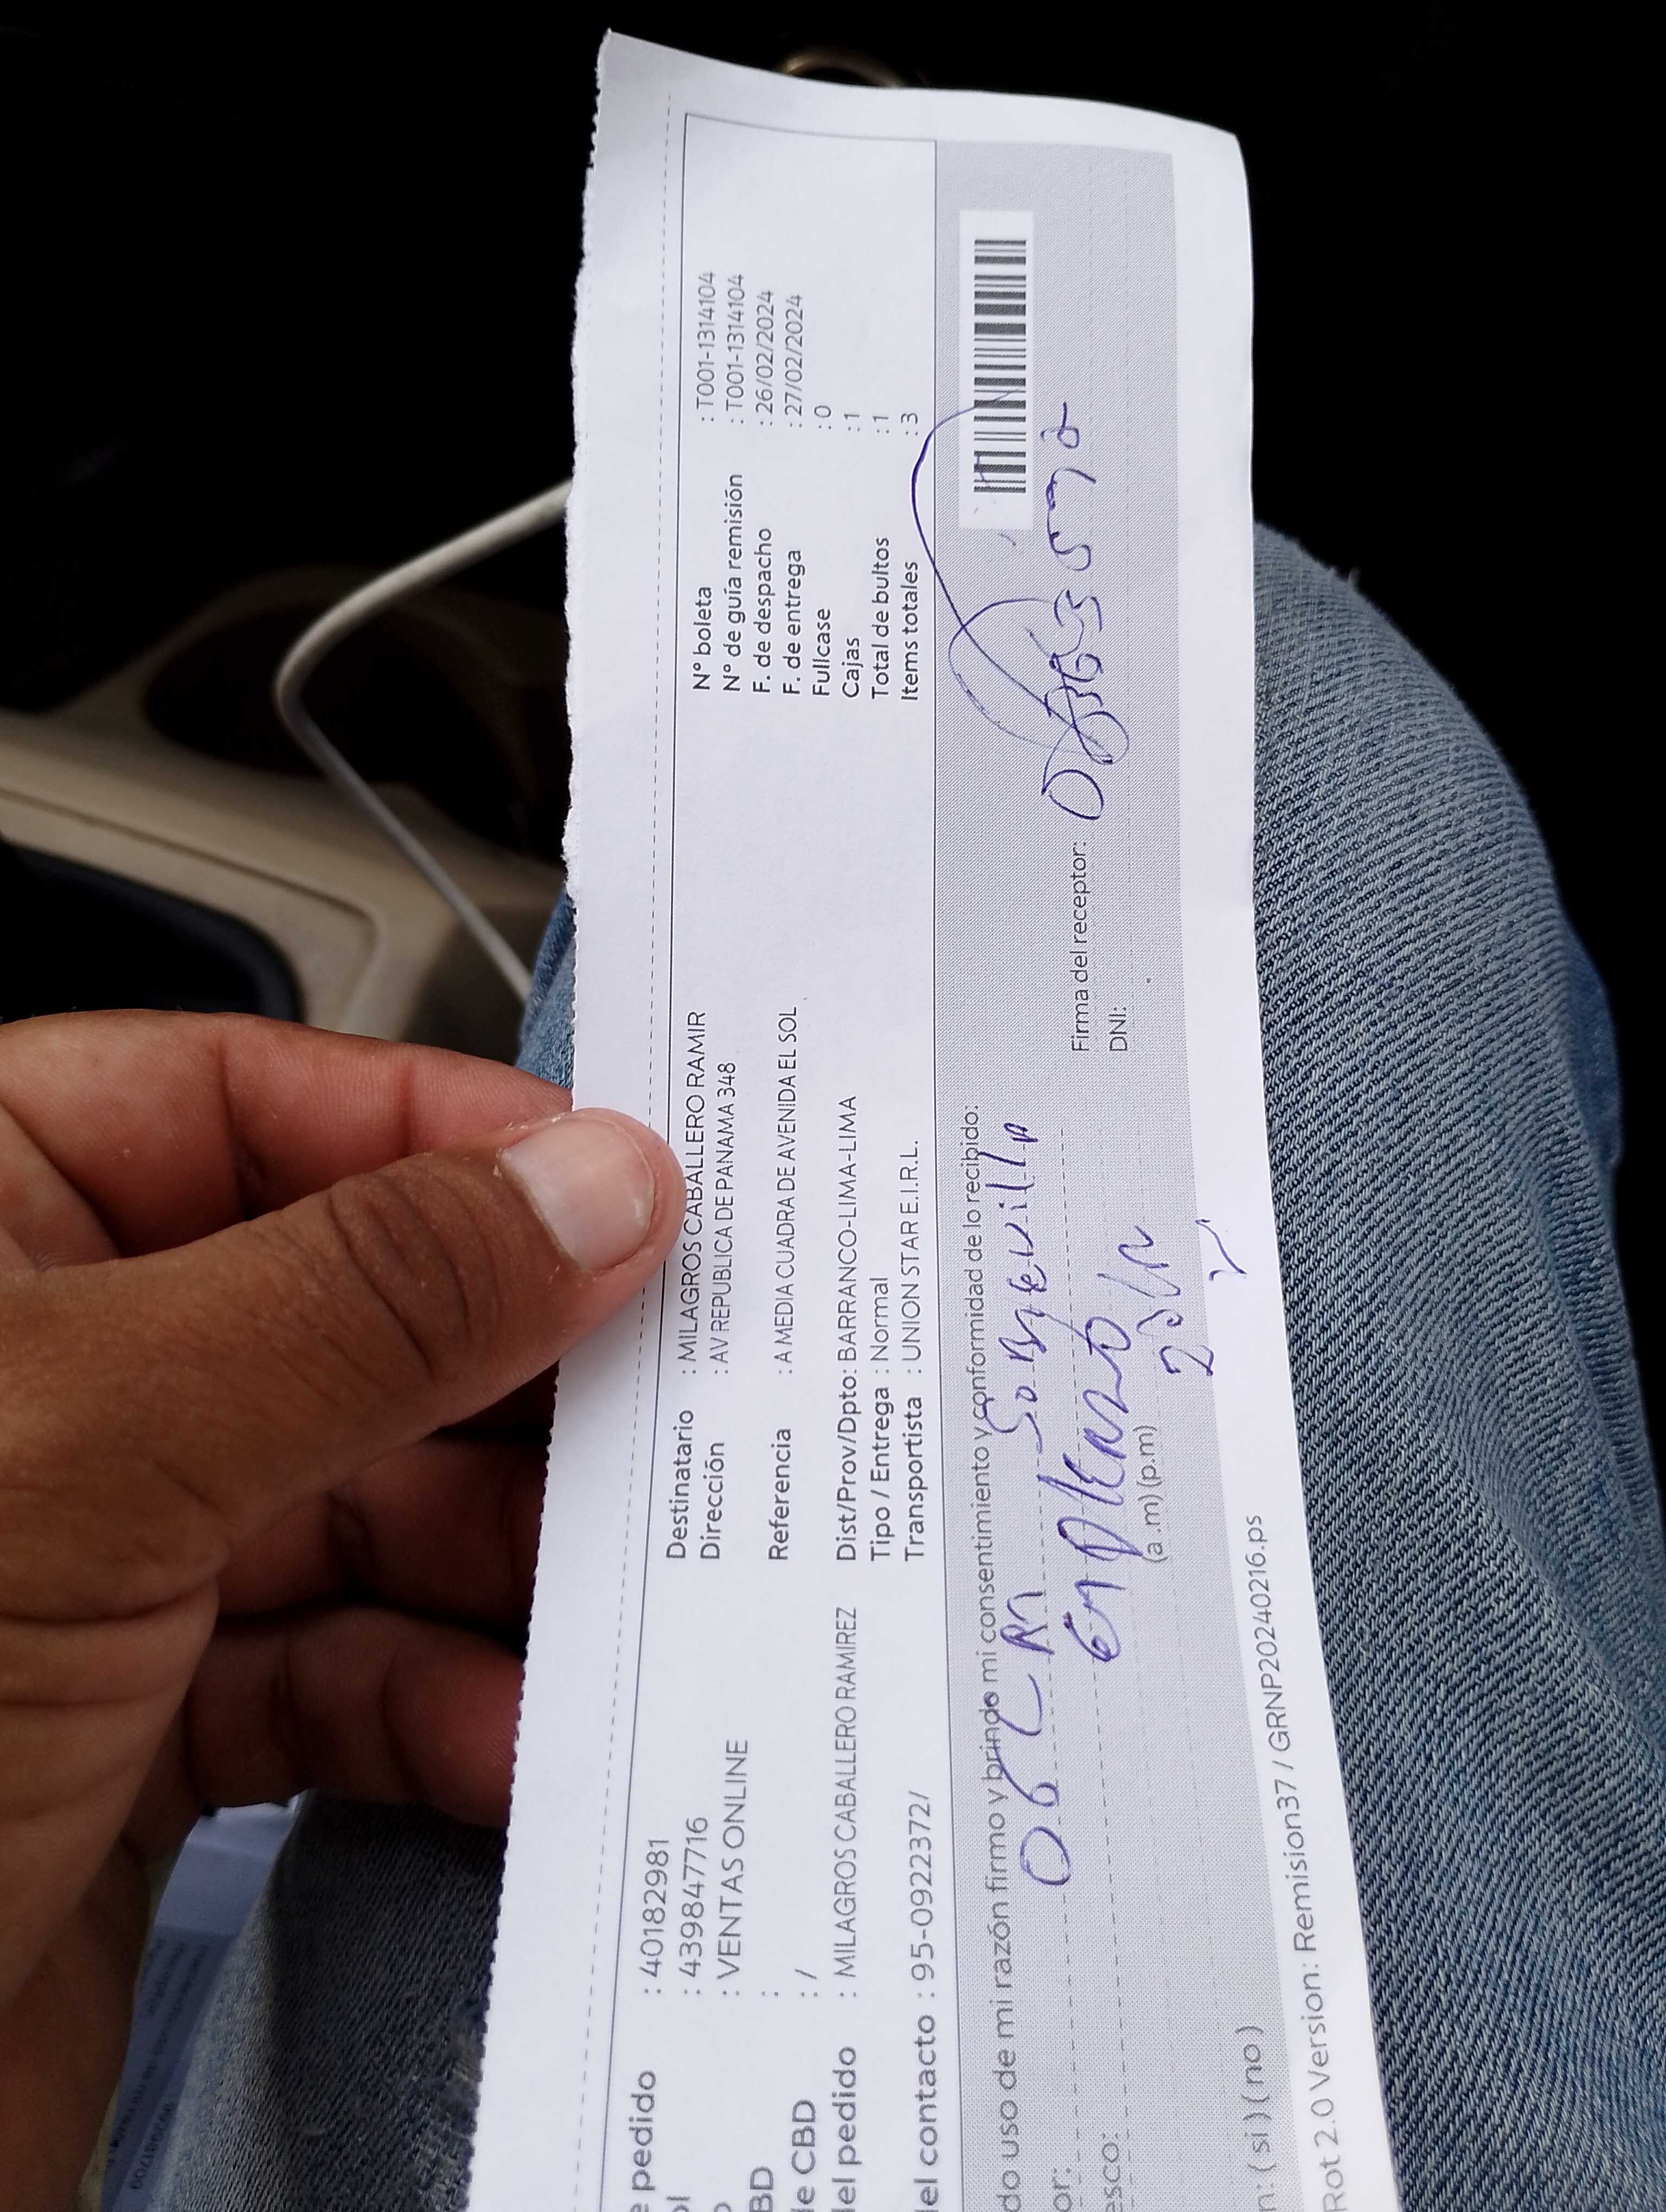 e pedido : 40182981
ol : 4398477716
: VENTAS ONLINE
BD :
de CBD : /
del pedido : MILAGROS CABALLERO RAMIREZ
del contacto : 95-0922372/
Destinatario : MILAGROS CABALLERO RAMIR
Dirección : AV REPUBLICA DE PANAMA 348
Referencia : A MEDIA CUADRA DE AVENIDA EL SOL
Dist/Prov/Dpto: BARRANCO-LIMA-LIMA
Tipo / Entrega : Normal
Transportista : UNION STAR E.I.R.L.
N° boleta : T001-1314104
N° de guía remisión : T001-1314104
F. de despacho : 26/02/2024
F. de entrega : 27/02/2024
Fullcase : 0
Cajas : 1
Total de bultos : 1
Items totales : 3
do uso de mi razón firmo y brindo mi consentimiento y conformidad de lo recibido:
or:
esco:
Firma del receptor:
DNI:
(a.m) (p.m)
n: ( si ) ( no )
Rot 2.0 Version: Remision37 / GRNP20240216.ps